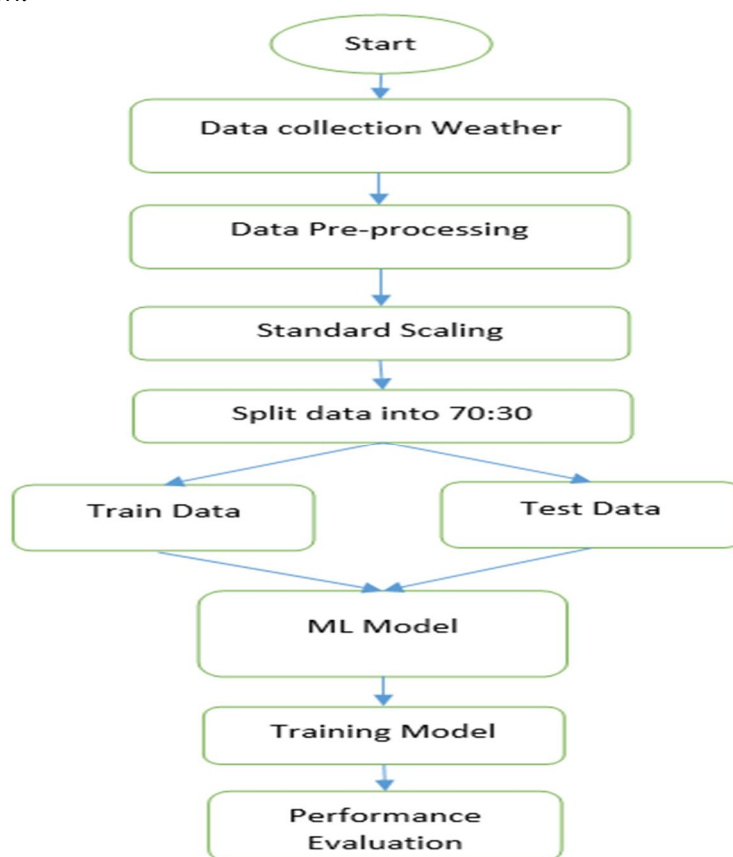 Start
Data collection Weather
Data Pre-processing
Standard Scaling
Split data into 70:30
Train Data
Test Data
ML Model
Training Model
Performance
Evaluation